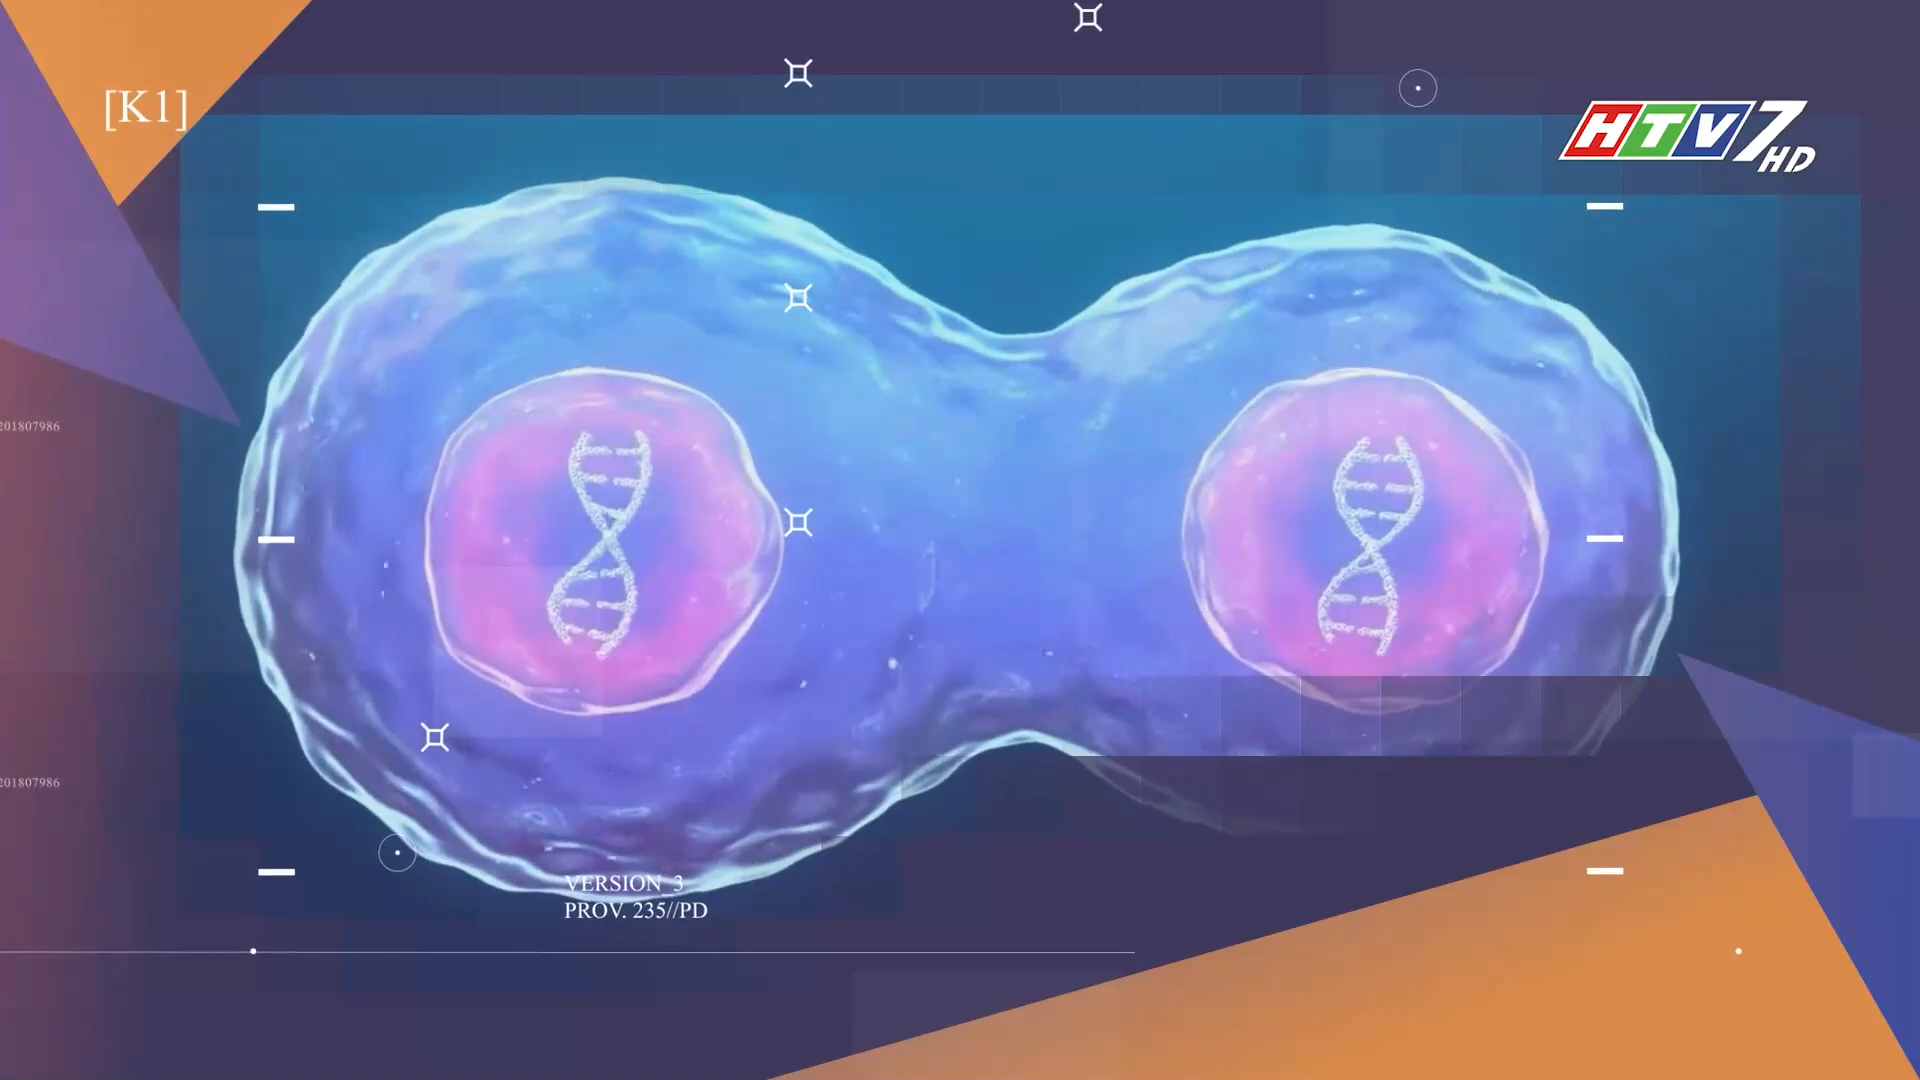 [K1]
HTV7
HD
201807986
201807986
VERSION_3
PROV. 235//PD